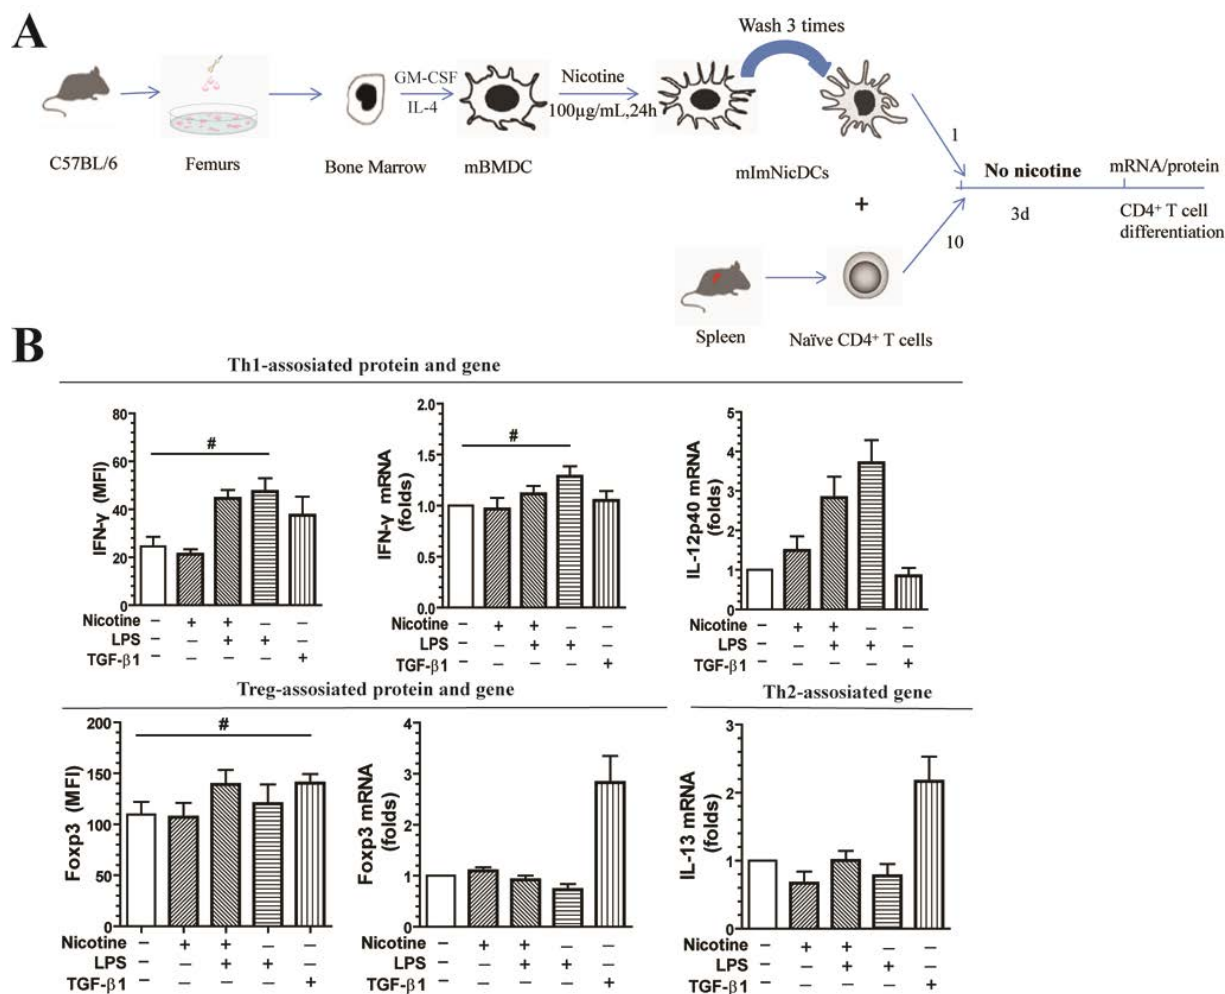 A
Wash 3 times
GM-CSF
IL-4
Nicotine
100µg/mL,24h
C57BL/6
Femurs
Bone Marrow
mBMDC
mImNicDCs
1
No nicotine
mRNA/protein
3d
CD4⁺ T cell
differentiation
+
10
Spleen
Naïve CD4⁺ T cells
B
Th1-assosiated protein and gene
IFN-γ (MFI)
80
60
40
20
0
#
Nicotine - + + - -
LPS - - + + -
TGF-β1 - - - - +
IFN-γ mRNA
(folds)
2.0
1.5
1.0
0.5
0.0
#
Nicotine - + + - -
LPS - - + + -
TGF-β1 - - - - +
IL-12p40 mRNA
(folds)
5
4
3
2
1
0
Nicotine - + + - -
LPS - - + + -
TGF-β1 - - - - +
Treg-assosiated protein and gene
Foxp3 (MFI)
200
150
100
50
0
#
Nicotine - + + - -
LPS - - + + -
TGF-β1 - - - - +
Foxp3 mRNA
(folds)
4
3
2
1
0
Nicotine - + + - -
LPS - - + + -
TGF-β1 - - - - +
Th2-assosiated gene
IL-13 mRNA
(folds)
3
2
1
0
Nicotine - + + - -
LPS - - + + -
TGF-β1 - - - - +